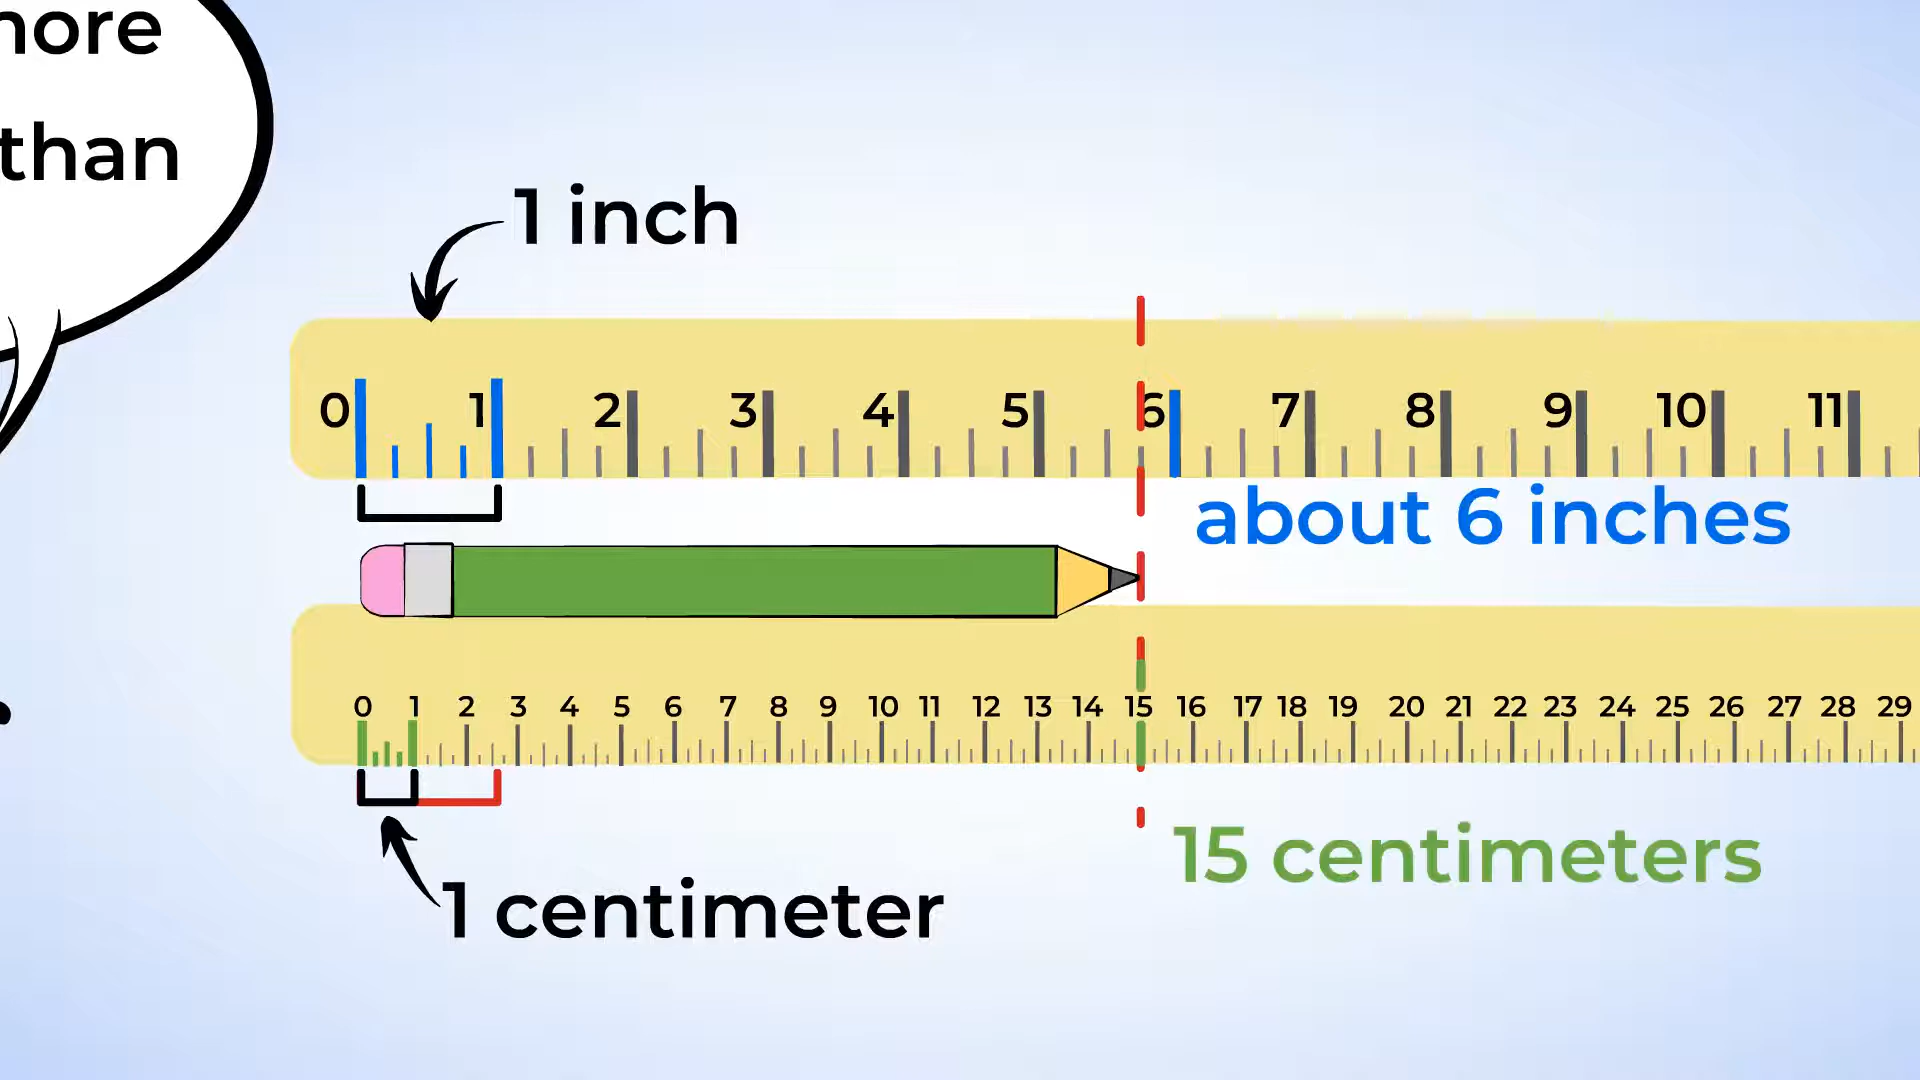 more
than
1 inch
0 1 2 3 4 5 6 7 8 9 10 11
about 6 inches
0 1 2 3 4 5 6 7 8 9 10 11 12 13 14 15 16 17 18 19 20 21 22 23 24 25 26 27 28 29
15 centimeters
1 centimeter